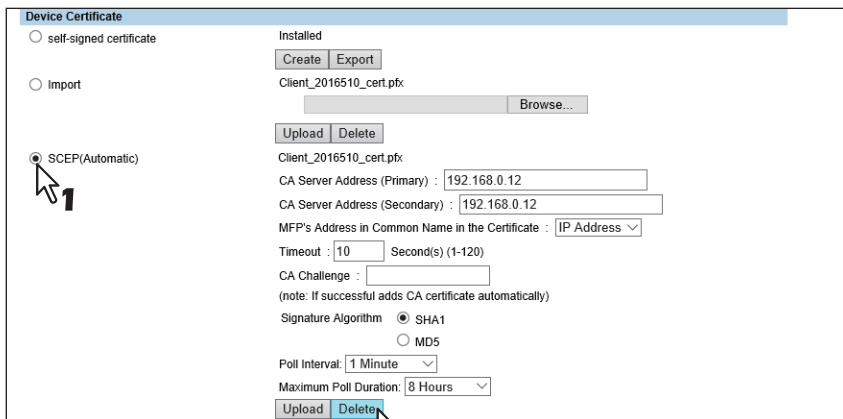 Device Certificate
self-signed certificate Installed
Create Export
Import Client_2016510_cert.pfx
Browse...
Upload Delete
SCEP(Automatic) Client_2016510_cert.pfx
1
CA Server Address (Primary) : 192.168.0.12
CA Server Address (Secondary) : 192.168.0.12
MFP's Address in Common Name in the Certificate : IP Address
Timeout : 10 Second(s) (1-120)
CA Challenge :
(note: If successful adds CA certificate automatically)
Signature Algorithm SHA1
MD5
Poll Interval: 1 Minute
Maximum Poll Duration: 8 Hours
Upload Delete